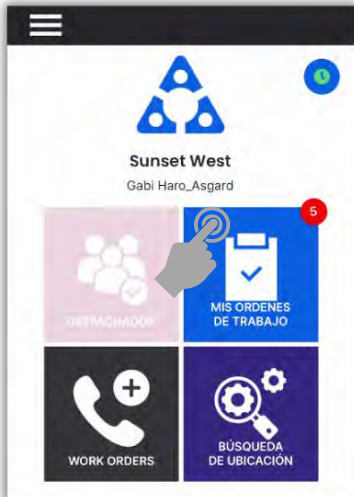 Sunset West
Gabi Haro_Asgard
5
DESPACHADOR
MIS ORDENES
DE TRABAJO
WORK ORDERS
BÚSQUEDA
DE UBICACIÓN